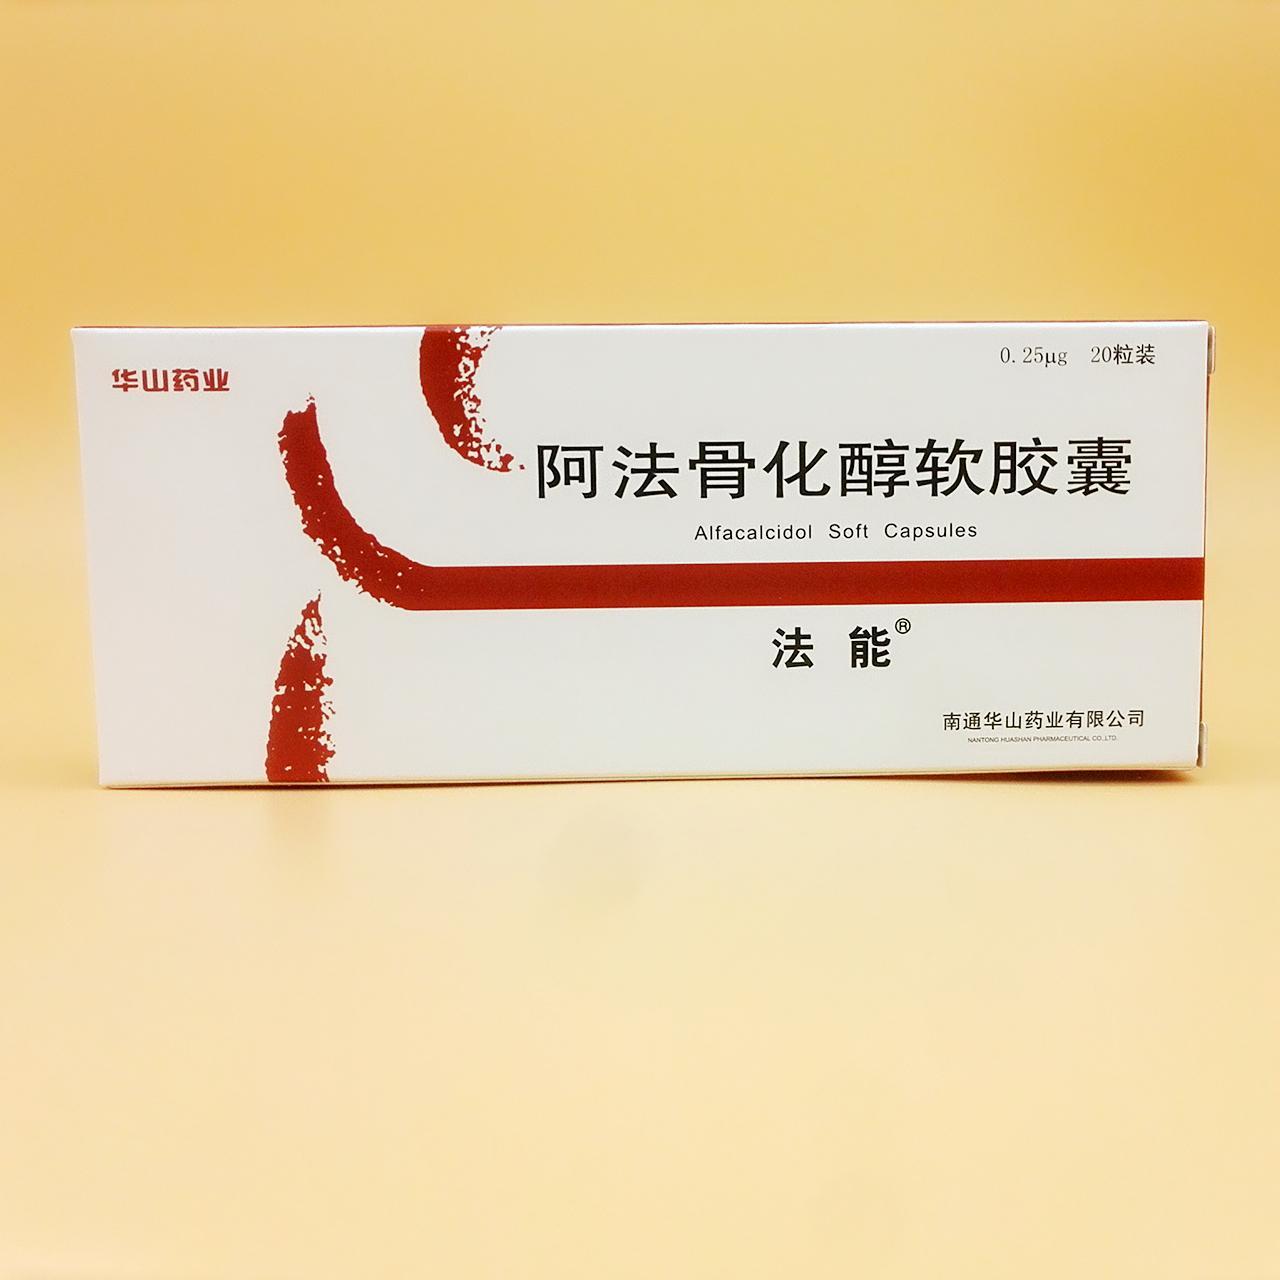 华山药业
0.25μg 20粒装
阿法骨化醇软胶囊
Alfacalcidol Soft Capsules
法能®
南通华山药业有限公司
NANTONG HUASHAN PHARMACEUTICAL CO.,LTD.